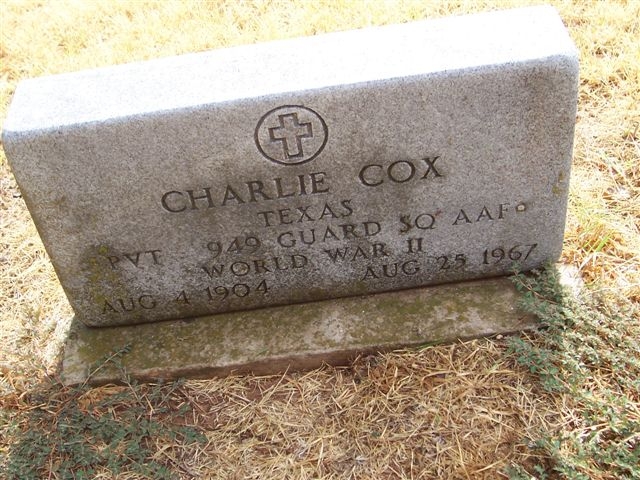 CHARLIE COX
TEXAS
PVT 949 GUARD SQ AAF
WORLD WAR II
AUG 4 1904 AUG 25 1967